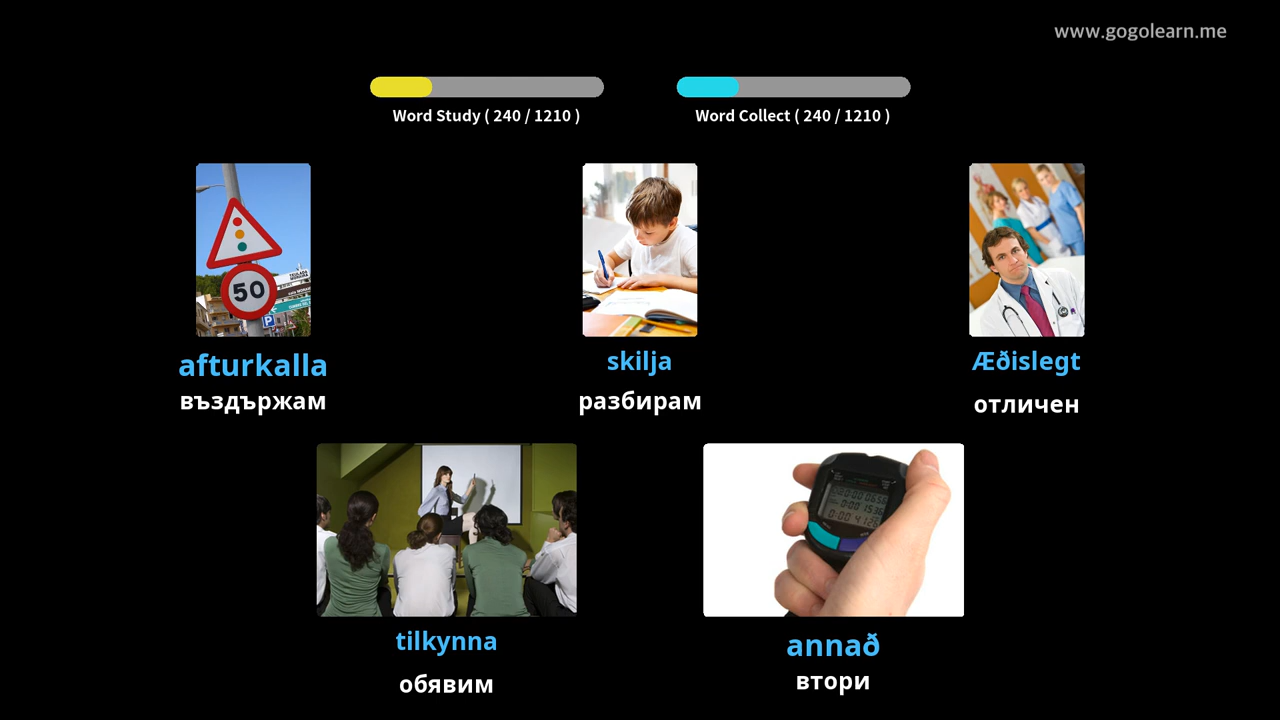 www.gogolearn.me
Word Study ( 240 / 1210 )
Word Collect ( 240 / 1210 )
50
P
afturkalla
въздържам
skilja
разбирам
Æðislegt
отличен
tilkynna
обявим
annað
втори